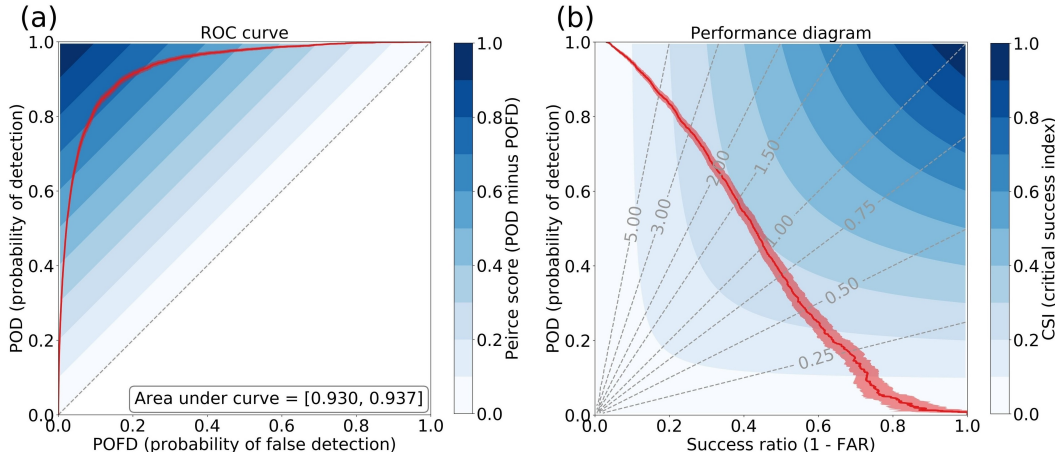 (a)
ROC curve
1.0
0.8
0.6
0.4
0.2
0.0
POD (probability of detection)
0.0 0.2 0.4 0.6 0.8 1.0
POFD (probability of false detection)
Area under curve = [0.930, 0.937]
1.0
0.8
0.6
0.4
0.2
0.0
Peirce score (POD minus POFD)
(b)
Performance diagram
1.0
0.8
0.6
0.4
0.2
0.0
POD (probability of detection)
5.00
3.00
2.00
1.50
1.00
0.75
0.50
0.25
0.0 0.2 0.4 0.6 0.8 1.0
Success ratio (1 - FAR)
1.0
0.8
0.6
0.4
0.2
0.0
CSI (critical success index)